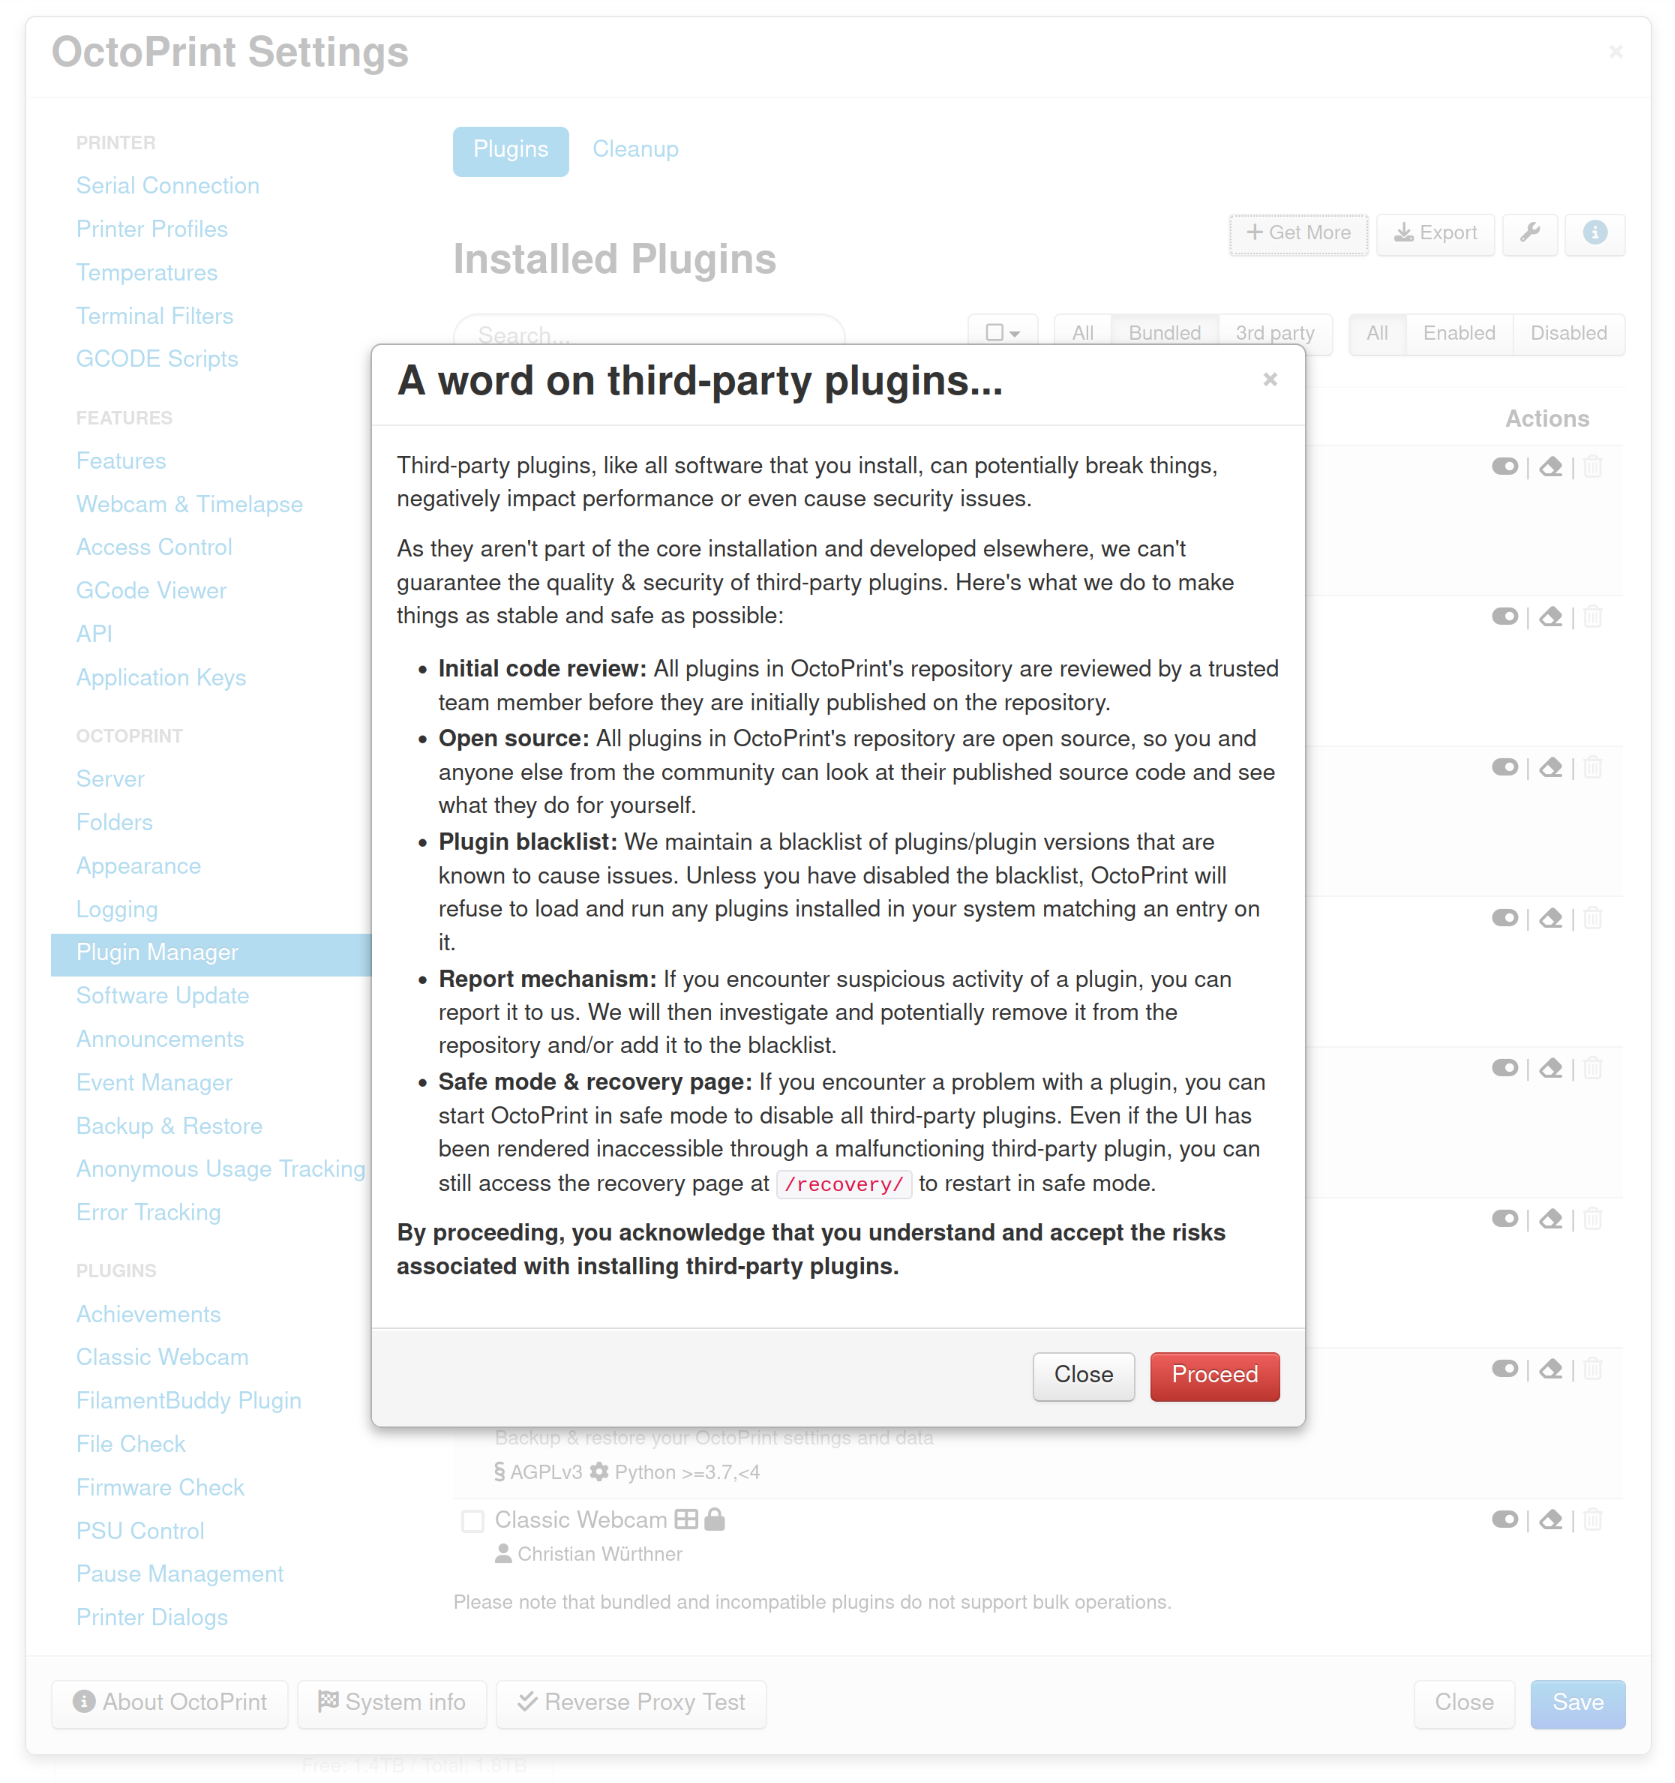 OctoPrint Settings
×
PRINTER
Serial Connection
Printer Profiles
Temperatures
Terminal Filters
GCODE Scripts
FEATURES
Features
Webcam & Timelapse
Access Control
GCode Viewer
API
Application Keys
OCTOPRINT
Server
Folders
Appearance
Logging
Plugin Manager
Software Update
Announcements
Event Manager
Backup & Restore
Anonymous Usage Tracking
Error Tracking
PLUGINS
Achievements
Classic Webcam
FilamentBuddy Plugin
File Check
Firmware Check
PSU Control
Pause Management
Printer Dialogs
Plugins Cleanup
Get More Export
Installed Plugins
Search...
All Bundled 3rd party All Enabled Disabled
Actions
A word on third-party plugins...
×
Third-party plugins, like all software that you install, can potentially break things,
negatively impact performance or even cause security issues.
As they aren't part of the core installation and developed elsewhere, we can't
guarantee the quality & security of third-party plugins. Here's what we do to make
things as stable and safe as possible:
• Initial code review: All plugins in OctoPrint's repository are reviewed by a trusted
team member before they are initially published on the repository.
• Open source: All plugins in OctoPrint's repository are open source, so you and
anyone else from the community can look at their published source code and see
what they do for yourself.
• Plugin blacklist: We maintain a blacklist of plugins/plugin versions that are
known to cause issues. Unless you have disabled the blacklist, OctoPrint will
refuse to load and run any plugins installed in your system matching an entry on
it.
• Report mechanism: If you encounter suspicious activity of a plugin, you can
report it to us. We will then investigate and potentially remove it from the
repository and/or add it to the blacklist.
• Safe mode & recovery page: If you encounter a problem with a plugin, you can
start OctoPrint in safe mode to disable all third-party plugins. Even if the UI has
been rendered inaccessible through a malfunctioning third-party plugin, you can
still access the recovery page at /recovery/ to restart in safe mode.
By proceeding, you acknowledge that you understand and accept the risks
associated with installing third-party plugins.
Close Proceed
Backup & restore your OctoPrint settings and data
§ AGPLv3 Python >=3.7,<4
Classic Webcam
Christian Würthner
Please note that bundled and incompatible plugins do not support bulk operations.
About OctoPrint System info Reverse Proxy Test Close Save
Free: 1.4TB / Total: 1.8TB